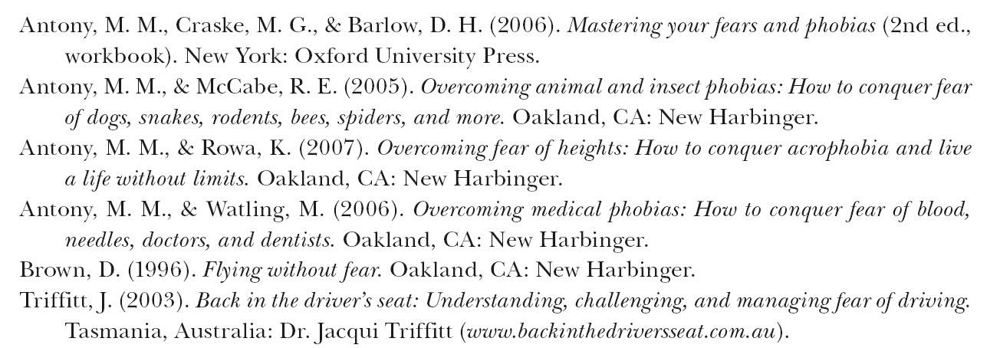 Antony, M. M., Craske, M. G., & Barlow, D. H. (2006). Mastering your fears and phobias (2nd ed.,
workbook). New York: Oxford University Press.
Antony, M. M., & McCabe, R. E. (2005). Overcoming animal and insect phobias: How to conquer fear
of dogs, snakes, rodents, bees, spiders, and more. Oakland, CA: New Harbinger.
Antony, M. M., & Rowa, K. (2007). Overcoming fear of heights: How to conquer acrophobia and live
a life without limits. Oakland, CA: New Harbinger.
Antony, M. M., & Watling, M. (2006). Overcoming medical phobias: How to conquer fear of blood,
needles, doctors, and dentists. Oakland, CA: New Harbinger.
Brown, D. (1996). Flying without fear. Oakland, CA: New Harbinger.
Triffitt, J. (2003). Back in the driver’s seat: Understanding, challenging, and managing fear of driving.
Tasmania, Australia: Dr. Jacqui Triffitt (www.backinthedriversseat.com.au).